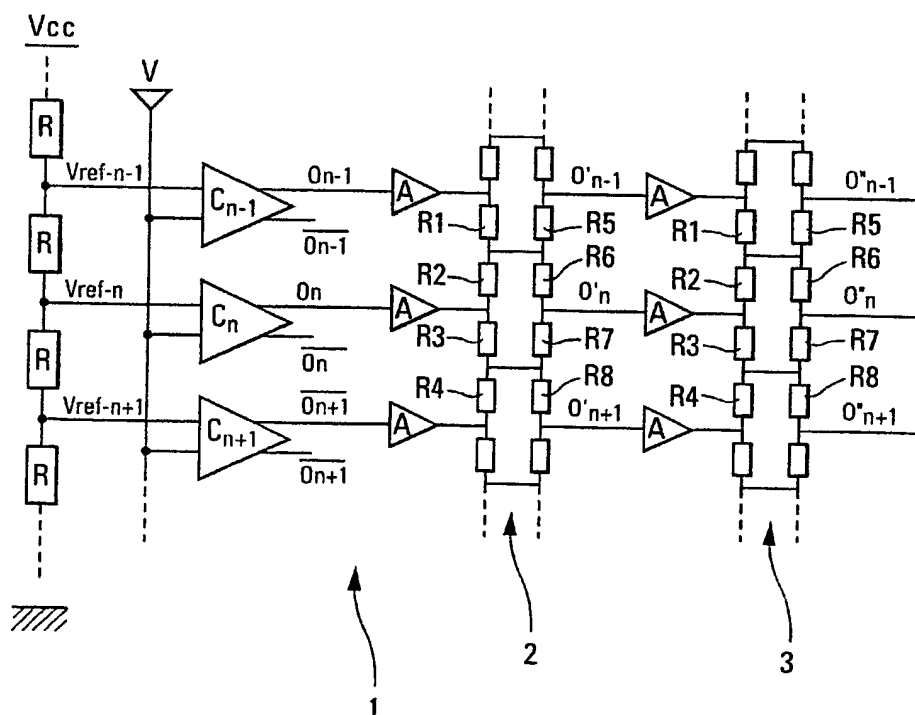 Vcc
V
R
Vref-n-1
Cn-1
On-1
On-1
A
O'n-1
A
O"n-1
R1
R5
R1
R5
R
R2
R6
R2
R6
Vref-n
Cn
On
On
A
O'n
A
O"n
R3
R7
R3
R7
R
R4
R8
R4
R8
Vref-n+1
Cn+1
On+1
On+1
A
O'n+1
A
O"n+1
R
2
3
1